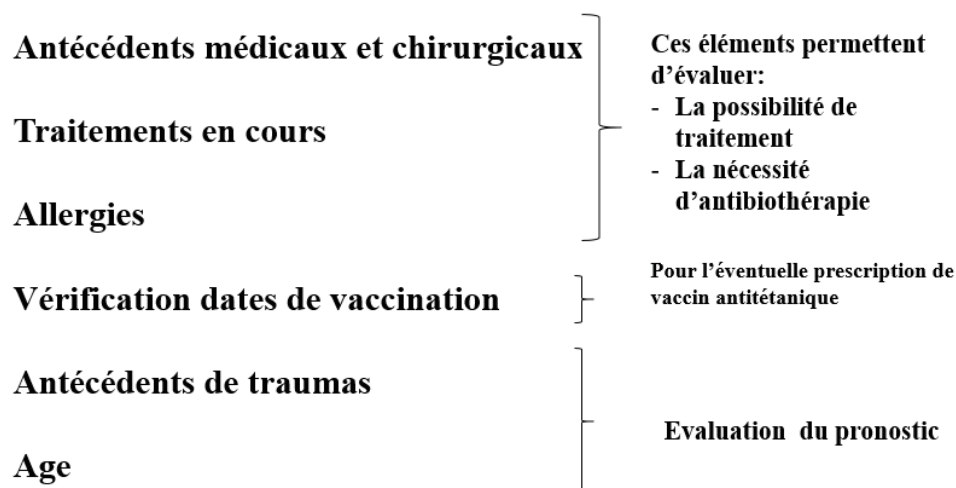 Antécédents médicaux et chirurgicaux
Traitements en cours
Allergies
Ces éléments permettent
d’évaluer:
- La possibilité de
traitement
- La nécessité
d’antibiothérapie
Vérification dates de vaccination
Pour l’éventuelle prescription de
vaccin antitétanique
Antécédents de traumas
Age
Evaluation du pronostic